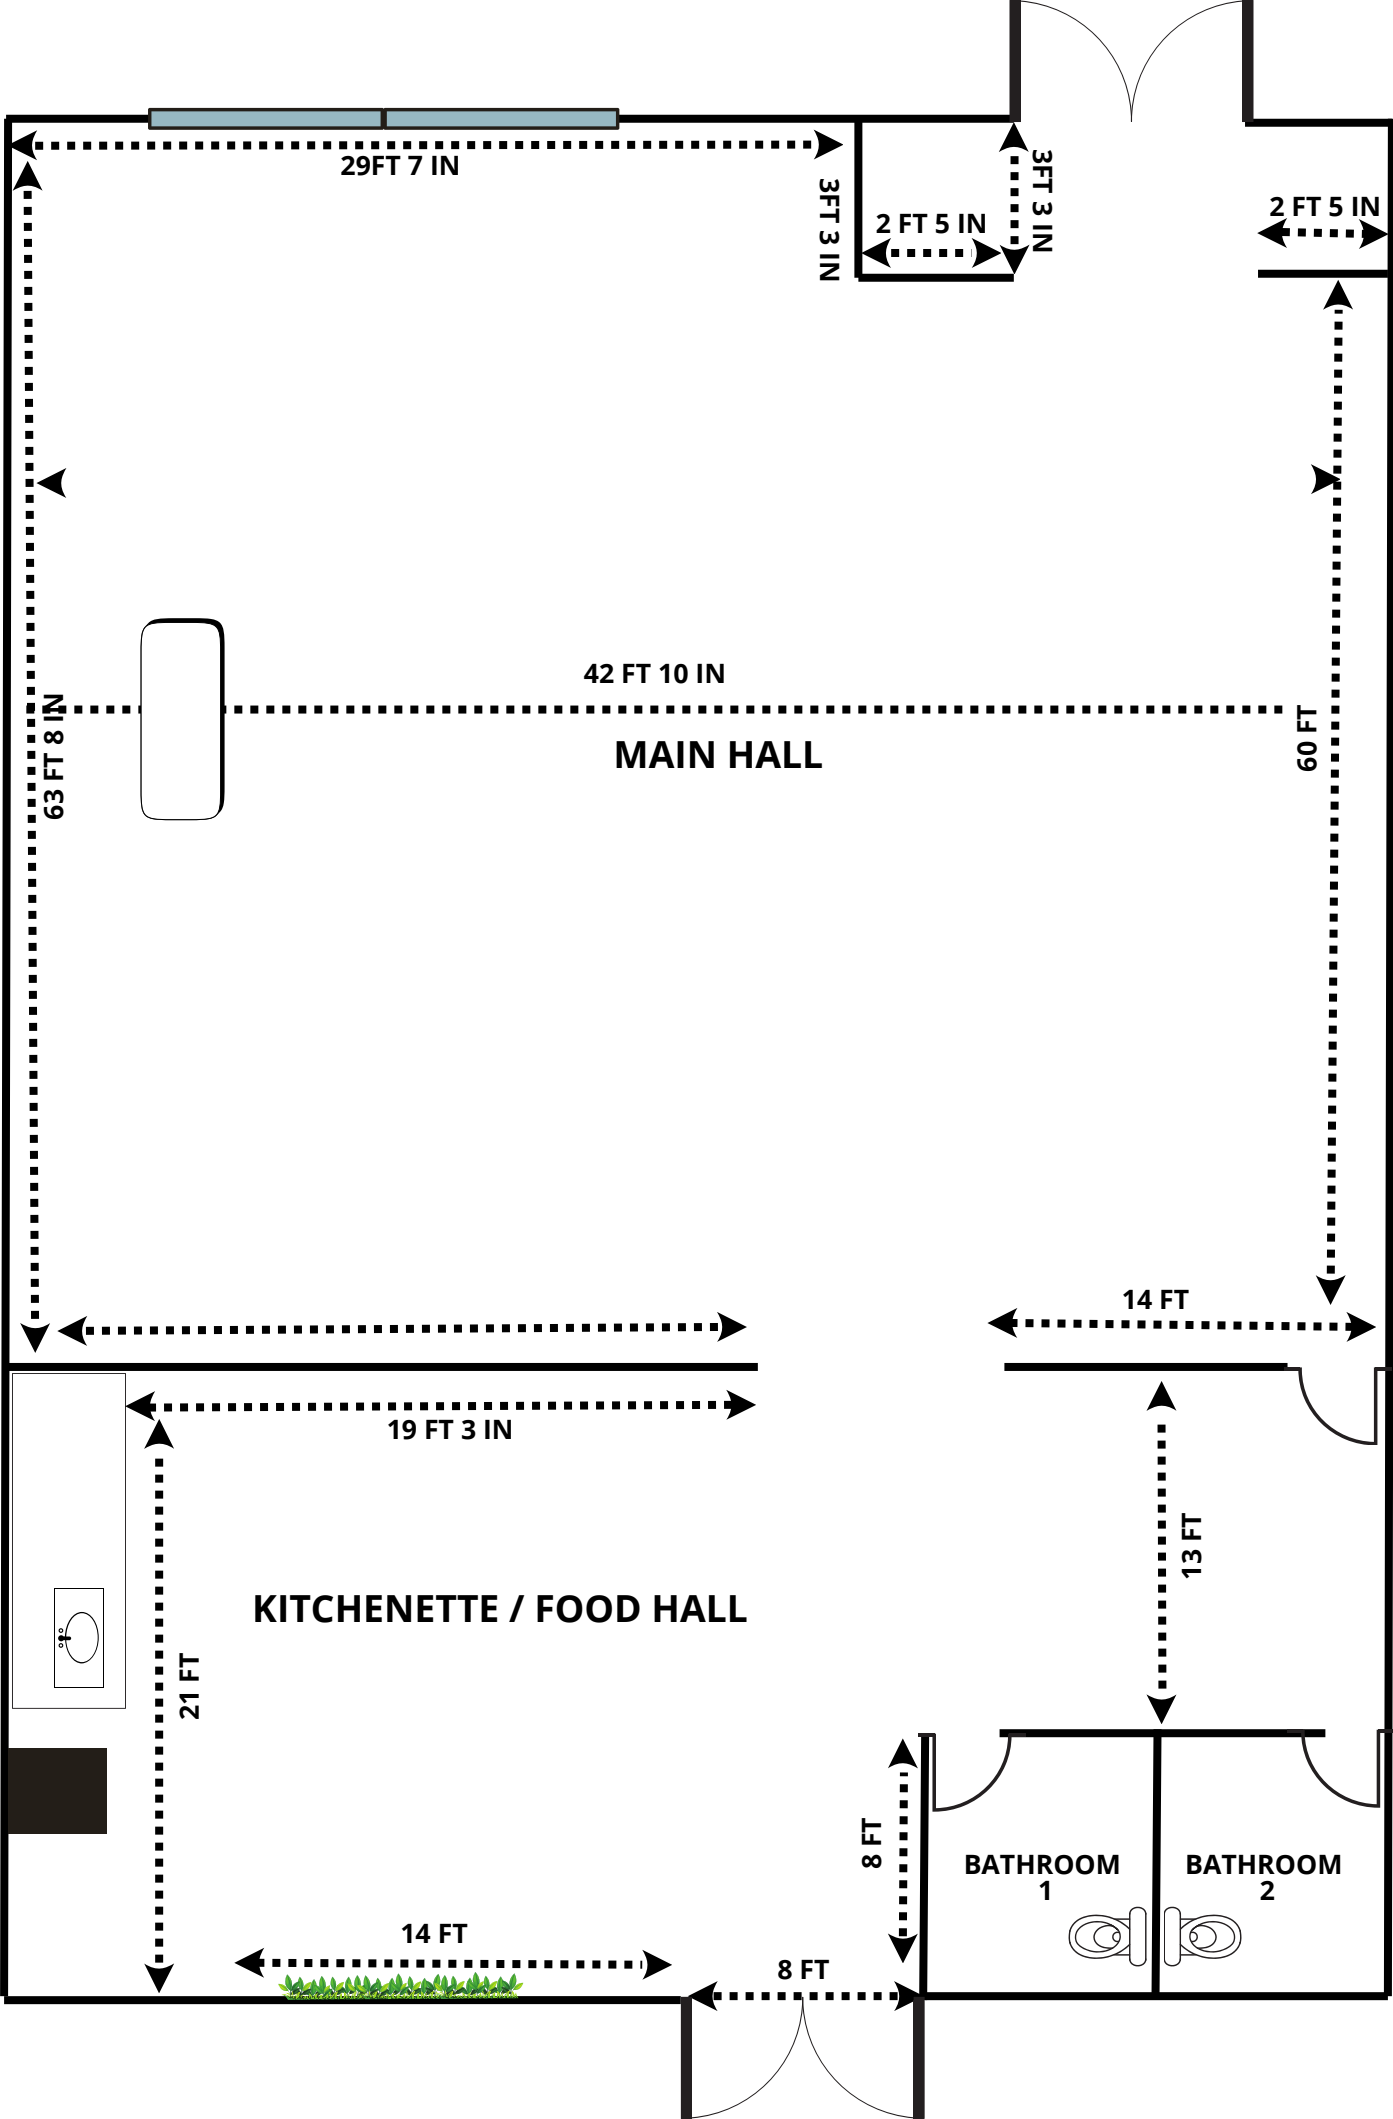 29FT 7 IN
3FT 3 IN
2 FT 5 IN
3FT 3 IN
2 FT 5 IN
42 FT 10 IN
MAIN HALL
63 FT 8 IN
60 FT
14 FT
19 FT 3 IN
13 FT
KITCHENETTE / FOOD HALL
21 FT
8 FT
BATHROOM
1
BATHROOM
2
14 FT
8 FT